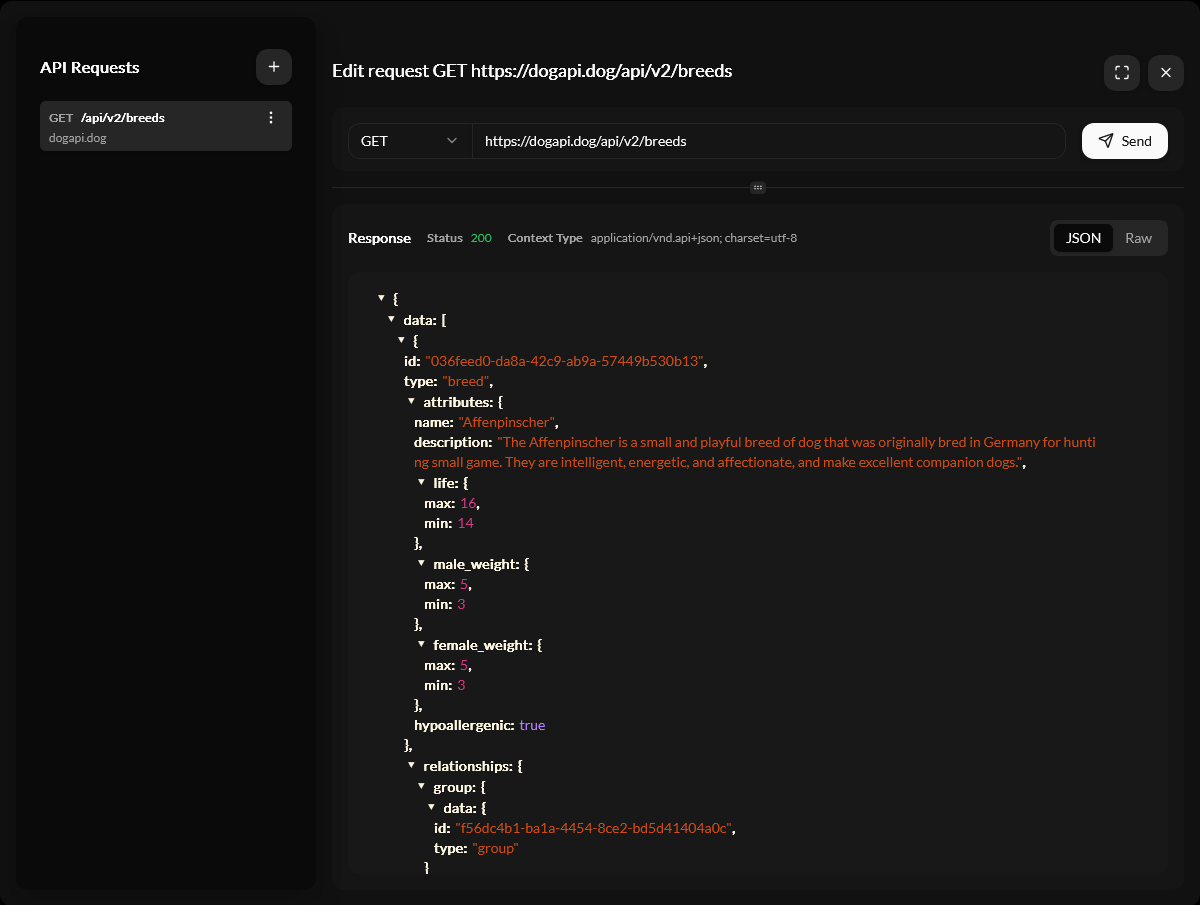 API Requests
GET /api/v2/breeds
dogapi.dog
Edit request GET https://dogapi.dog/api/v2/breeds
GET
https://dogapi.dog/api/v2/breeds
Send
Response Status 200 Context Type application/vnd.api+json; charset=utf-8
JSON Raw
{
data: [
{
id: "036feed0-da8a-42c9-ab9a-57449b530b13",
type: "breed",
attributes: {
name: "Affenpinscher",
description: "The Affenpinscher is a small and playful breed of dog that was originally bred in Germany for hunti
ng small game. They are intelligent, energetic, and affectionate, and make excellent companion dogs.",
life: {
max: 16,
min: 14
},
male_weight: {
max: 5,
min: 3
},
female_weight: {
max: 5,
min: 3
},
hypoallergenic: true
},
relationships: {
group: {
data: {
id: "f56dc4b1-ba1a-4454-8ce2-bd5d41404a0c",
type: "group"
}